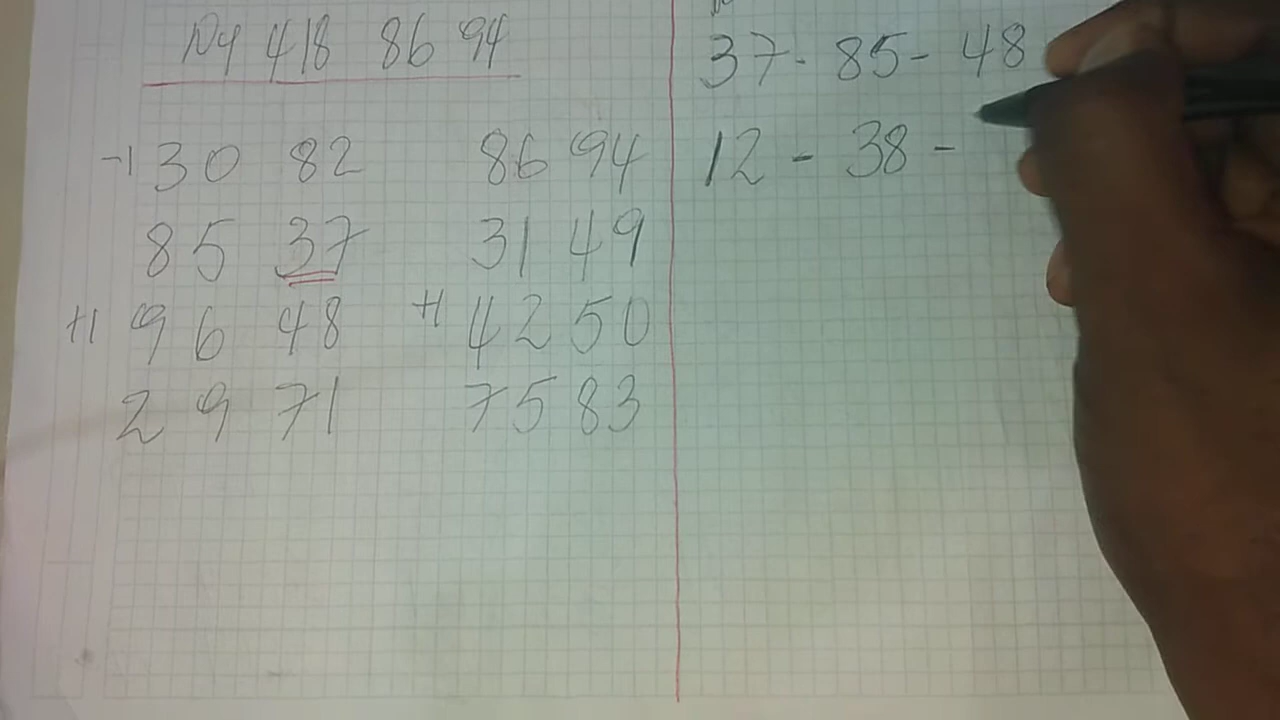 NY 418 86 94
-1 30 82 86 94
85 37 31 49
+1 96 48 +1 42 50
29 71 75 83
37 - 85 - 48
12 - 38 -